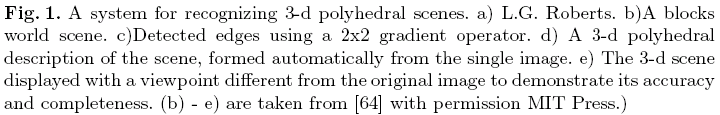 Fig. 1. A system for recognizing 3-d polyhedral scenes. a) L.G. Roberts. b)A blocks
world scene. c)Detected edges using a 2x2 gradient operator. d) A 3-d polyhedral
description of the scene, formed automatically from the single image. e) The 3-d scene
displayed with a viewpoint different from the original image to demonstrate its accuracy
and completeness. (b) - e) are taken from [64] with permission MIT Press.)